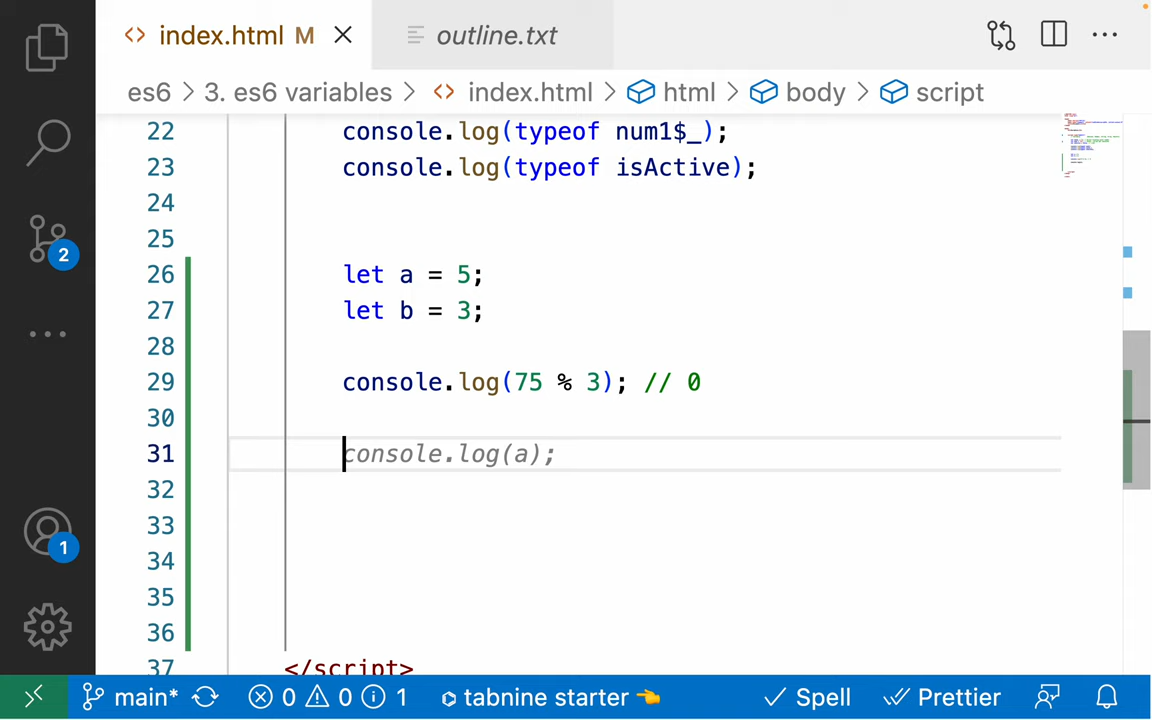 index.html M
outline.txt
es6 > 3. es6 variables > index.html > html > body > script
22 console.log(typeof num1$_);
23 console.log(typeof isActive);
24
25
26 let a = 5;
27 let b = 3;
28
29 console.log(75 % 3); // 0
30
31 console.log(a);
32
33
34
35
36
37 </script>
2
1
main* 0 0 1 tabnine starter 👈 Spell Prettier